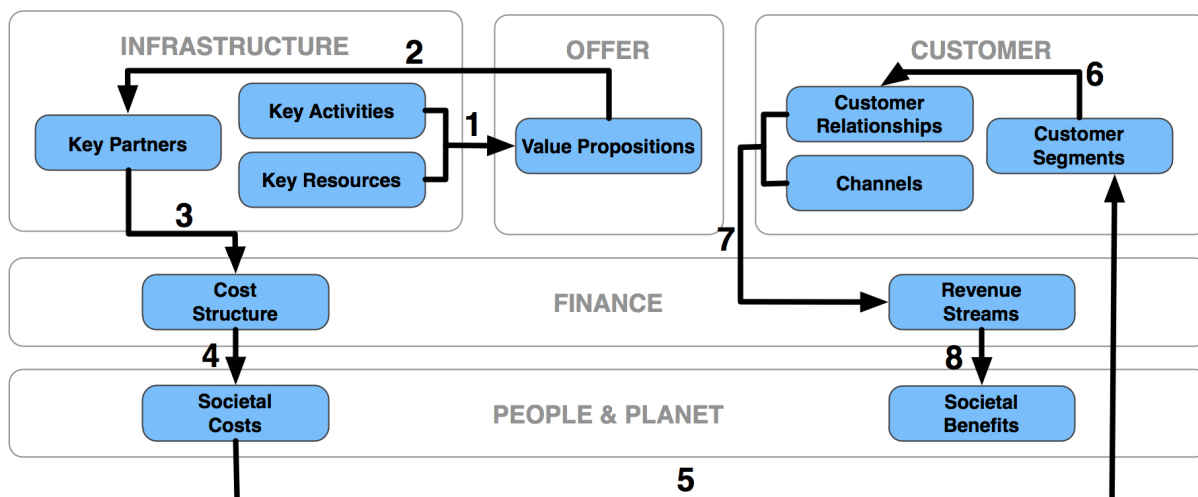 INFRASTRUCTURE
2
OFFER
CUSTOMER
6
Key Activities
1
Key Partners
Key Resources
Value Propositions
Customer
Relationships
Customer
Segments
Channels
3
7
Cost
Structure
FINANCE
Revenue
Streams
4
8
Societal
Costs
PEOPLE & PLANET
Societal
Benefits
5